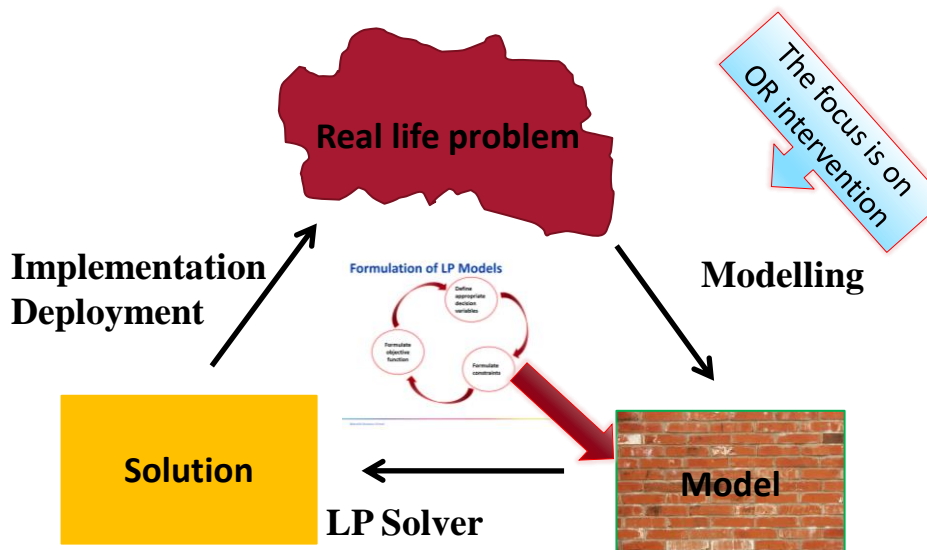 The focus is on
OR intervention
Real life problem
Implementation
Deployment
Modelling
Formulation of LP Models
Define
appropriate
decision
variables
Formulate
objective
function
Formulate
constraints
Solution
Model
LP Solver